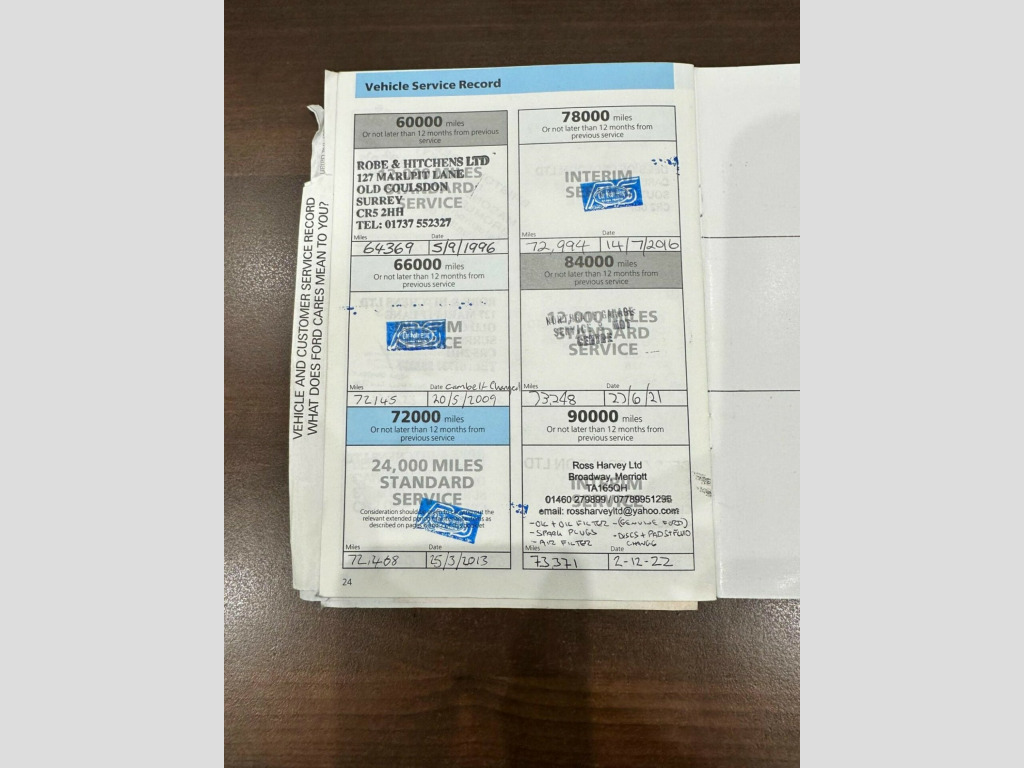 Vehicle Service Record
60000 miles
Or not later than 12 months from previous
service
ROBE & HITCHENS LTD
127 MARLPIT LANE
OLD COULSDON
SURREY
CR5 2HH
TEL: 01737 552327
STANDARD
SERVICE
Miles
Date
64369
5/9/1996
66000 miles
Or not later than 12 months from
previous service
SERVICE
Miles
Date Cambelt Changed
72145
20/5/2009
72000 miles
Or not later than 12 months from
previous service
24,000 MILES
STANDARD
SERVICE
Miles
Date
72,468
25/3/2013
24
78000 miles
Or not later than 12 months from
previous service
INTERIM
Miles
Date
72,994
14/7/2016
84000 miles
Or not later than 12 months from
previous service
12,000 MILES
STANDARD
SERVICE
Miles
Date
73248
/6/21
90000 miles
Or not later than 12 months from
previous service
Ross Harvey Ltd
Broadway, Merriott
TA165QH
01460 279899 / 07789951296
email: rossharveyltd@yahoo.com
INTERIM
SERVICE
- OIL + OIL FILTER - (GENUINE FORD)
- SPARK PLUGS - DISCS + PADS + FLUID
- AIR FILTER CHANGE
Miles
Date
73371
2-12-22
VEHICLE AND CUSTOMER SERVICE RECORD
WHAT DOES FORD CARES MEAN TO YOU?